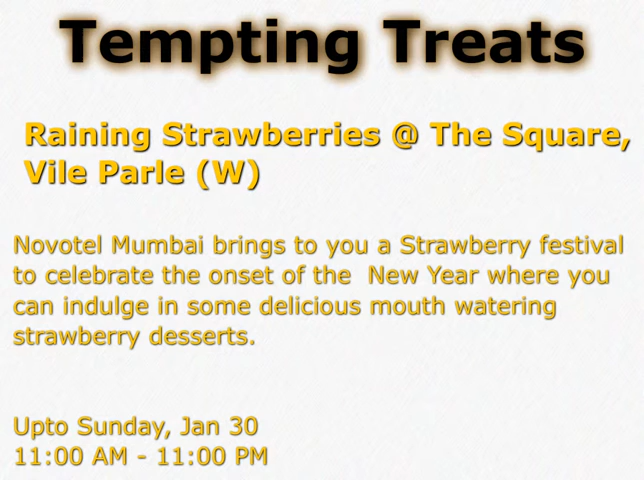 Tempting Treats
Raining Strawberries @ The Square,
Vile Parle (W)
Novotel Mumbai brings to you a Strawberry festival
to celebrate the onset of the  New Year where you
can indulge in some delicious mouth watering
strawberry desserts.
Upto Sunday, Jan 30
11:00 AM - 11:00 PM